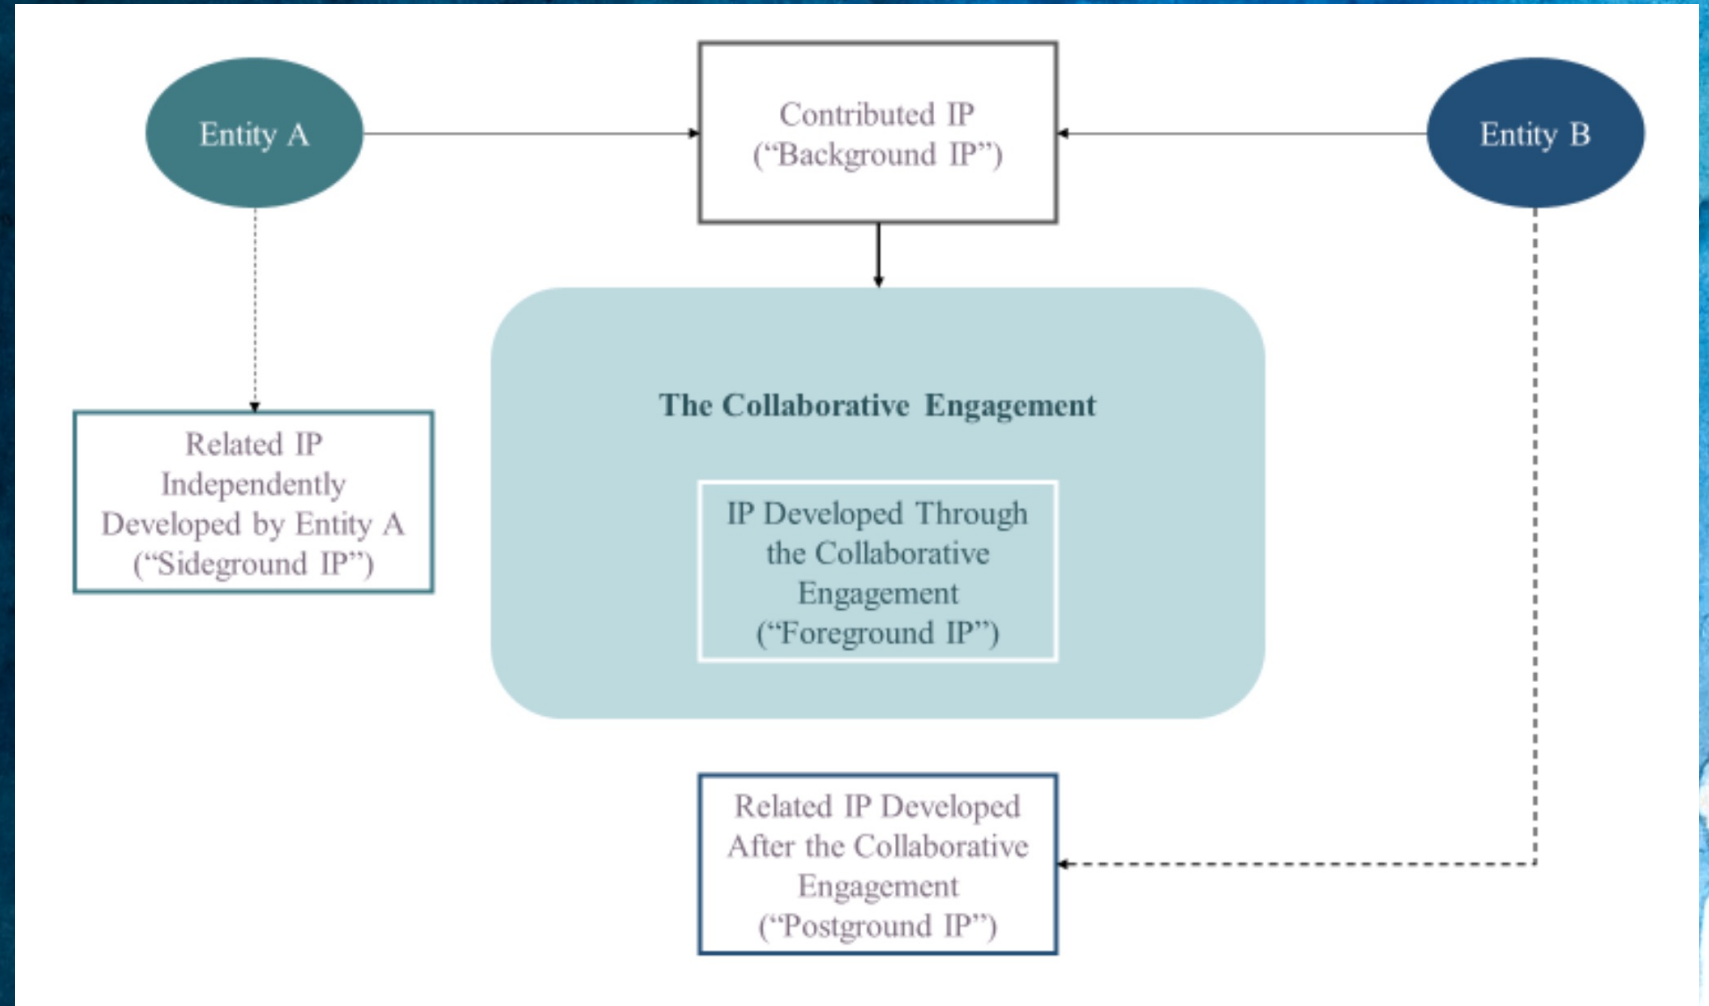 Entity A
Contributed IP
(“Background IP”)
Entity B
The Collaborative Engagement
Related IP
Independently
Developed by Entity A
(“Sideground IP”)
IP Developed Through
the Collaborative
Engagement
(“Foreground IP”)
Related IP Developed
After the Collaborative
Engagement
(“Postground IP”)